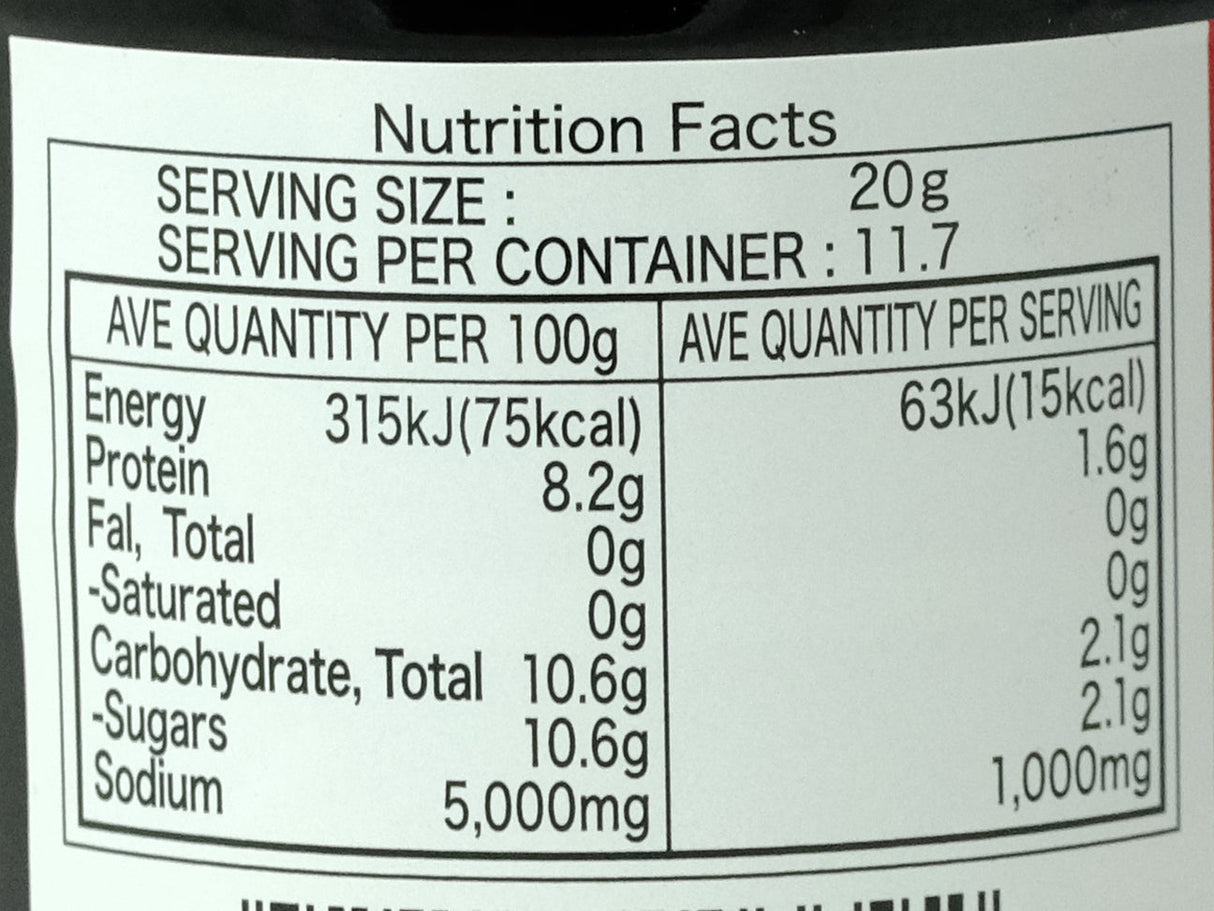 Nutrition Facts
SERVING SIZE : 20g
SERVING PER CONTAINER : 11.7
AVE QUANTITY PER 100g AVE QUANTITY PER SERVING
Energy 315kJ(75kcal) 63kJ(15kcal)
Protein 8.2g 1.6g
Fal, Total 0g 0g
-Saturated 0g 0g
Carbohydrate, Total 10.6g 2.1g
-Sugars 10.6g 2.1g
Sodium 5,000mg 1,000mg